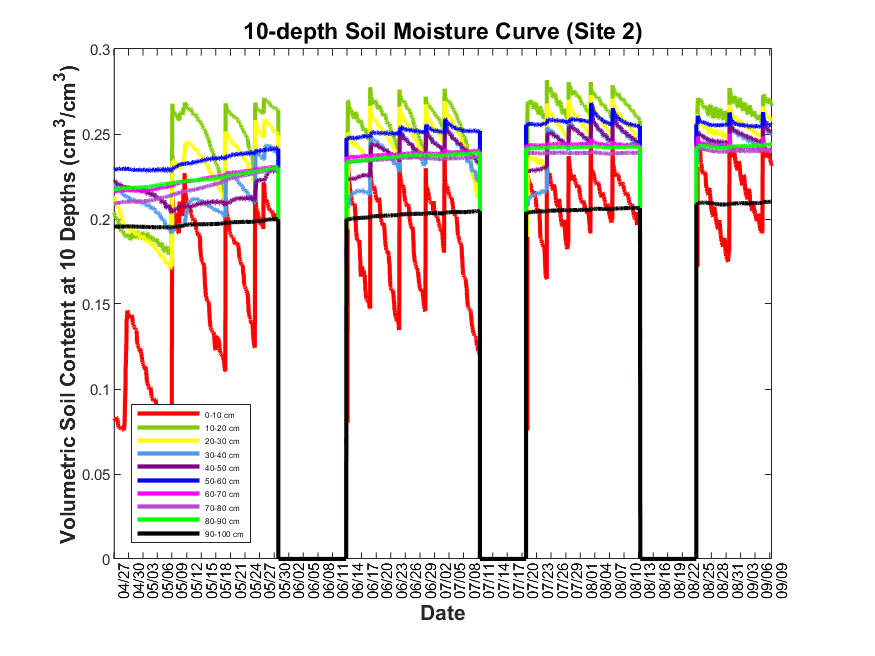 10-depth Soil Moisture Curve (Site 2)
Volumetric Soil Contetnt at 10 Depths (cm3/cm3)
0.3
0.25
0.2
0.15
0.1
0.05
0
0-10 cm
10-20 cm
20-30 cm
30-40 cm
40-50 cm
50-60 cm
60-70 cm
70-80 cm
80-90 cm
90-100 cm
04/27 04/30 05/03 05/06 05/09 05/12 05/15 05/18 05/21 05/24 05/27 05/30 06/02 06/05 06/08 06/11 06/14 06/17 06/20 06/23 06/26 06/29 07/02 07/05 07/08 07/11 07/14 07/17 07/20 07/23 07/26 07/29 08/01 08/04 08/07 08/10 08/13 08/16 08/19 08/22 08/25 08/28 08/31 09/03 09/06 09/09
Date